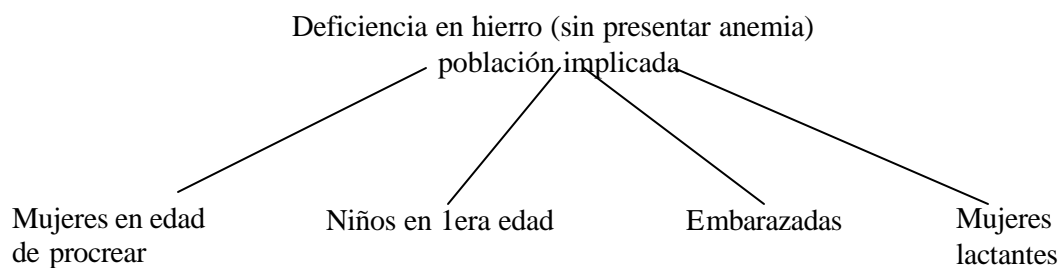 Deficiencia en hierro (sin presentar anemia)
población implicada
Mujeres en edad
de procrear
Niños en 1era edad
Embarazadas
Mujeres
lactantes